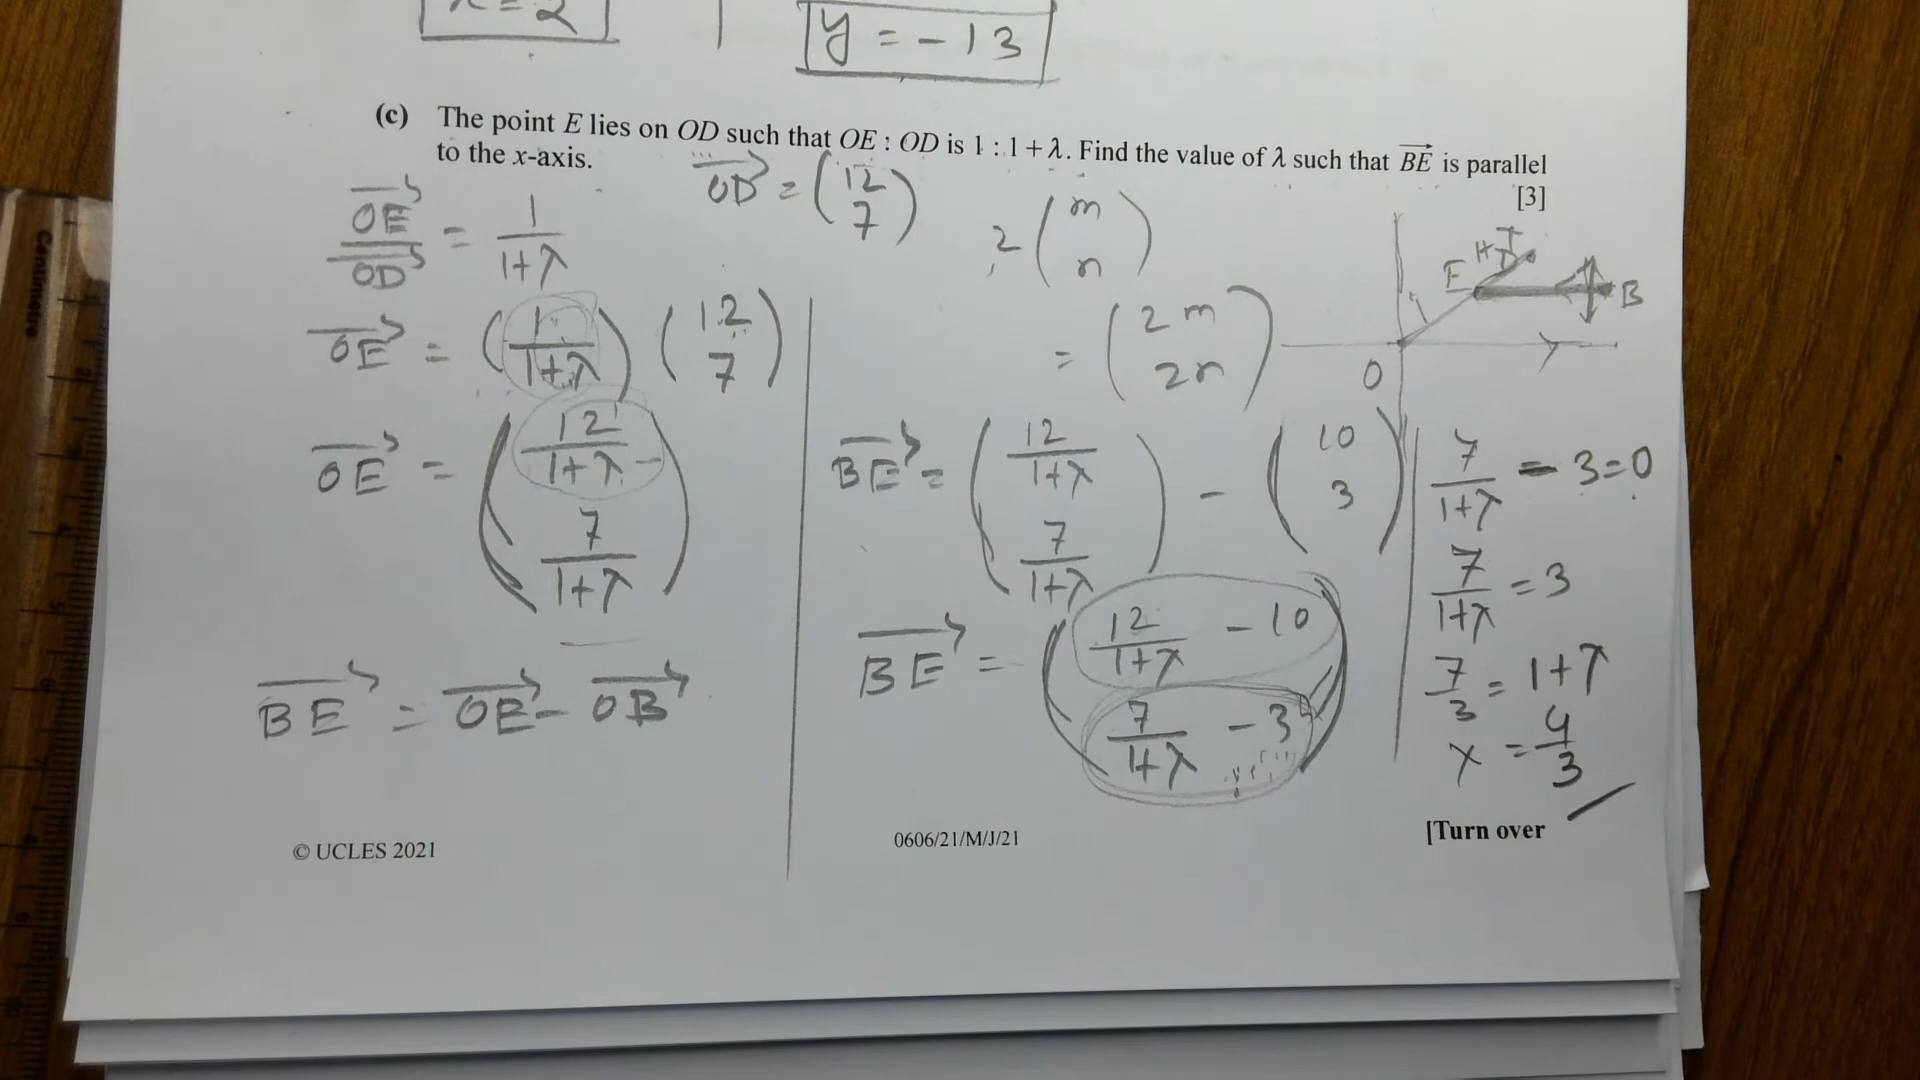 x = 2
y = -13
(c) The point E lies on OD such that OE : OD is 1 : 1+λ. Find the value of λ such that BE is parallel
to the x-axis.
[3]
OD = (12 7)
OE/OD = 1/(1+λ)
OE = (1/(1+λ)) (12 7)
OE = (12/(1+λ) 7/(1+λ))
BE = OE - OB
2 (m n)
= (2m 2n)
E
D
B
O
BE = (12/(1+λ) 7/(1+λ)) - (10 3)
BE = (12/(1+λ) - 10 7/(1+λ) - 3)
7/(1+λ) - 3 = 0
7/(1+λ) = 3
7/3 = 1+λ
λ = 4/3
© UCLES 2021
0606/21/M/J/21
[Turn over
Centimetre